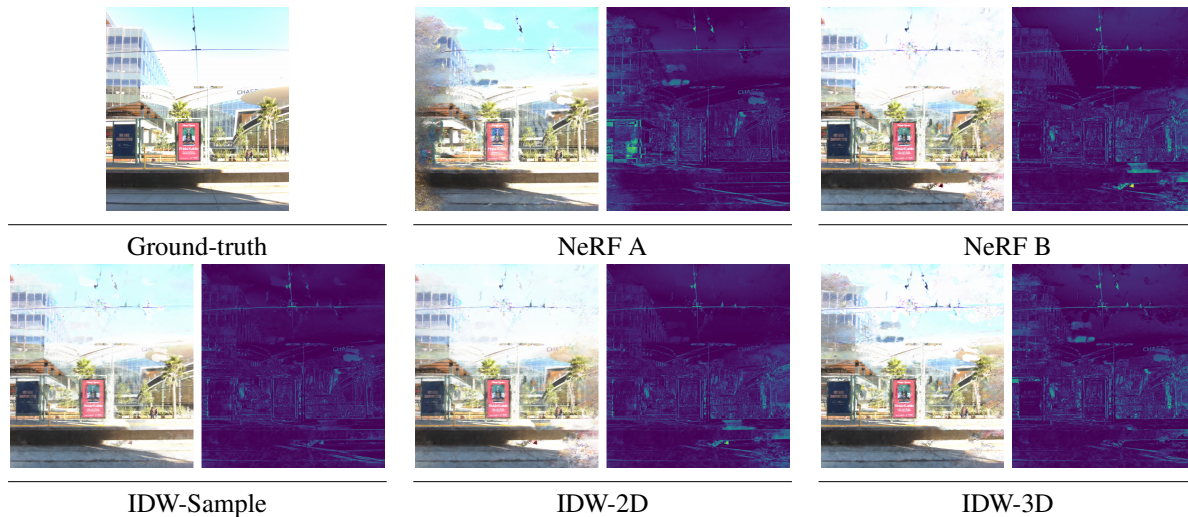 Ground-truth
NeRF A
NeRF B
IDW-Sample
IDW-2D
IDW-3D